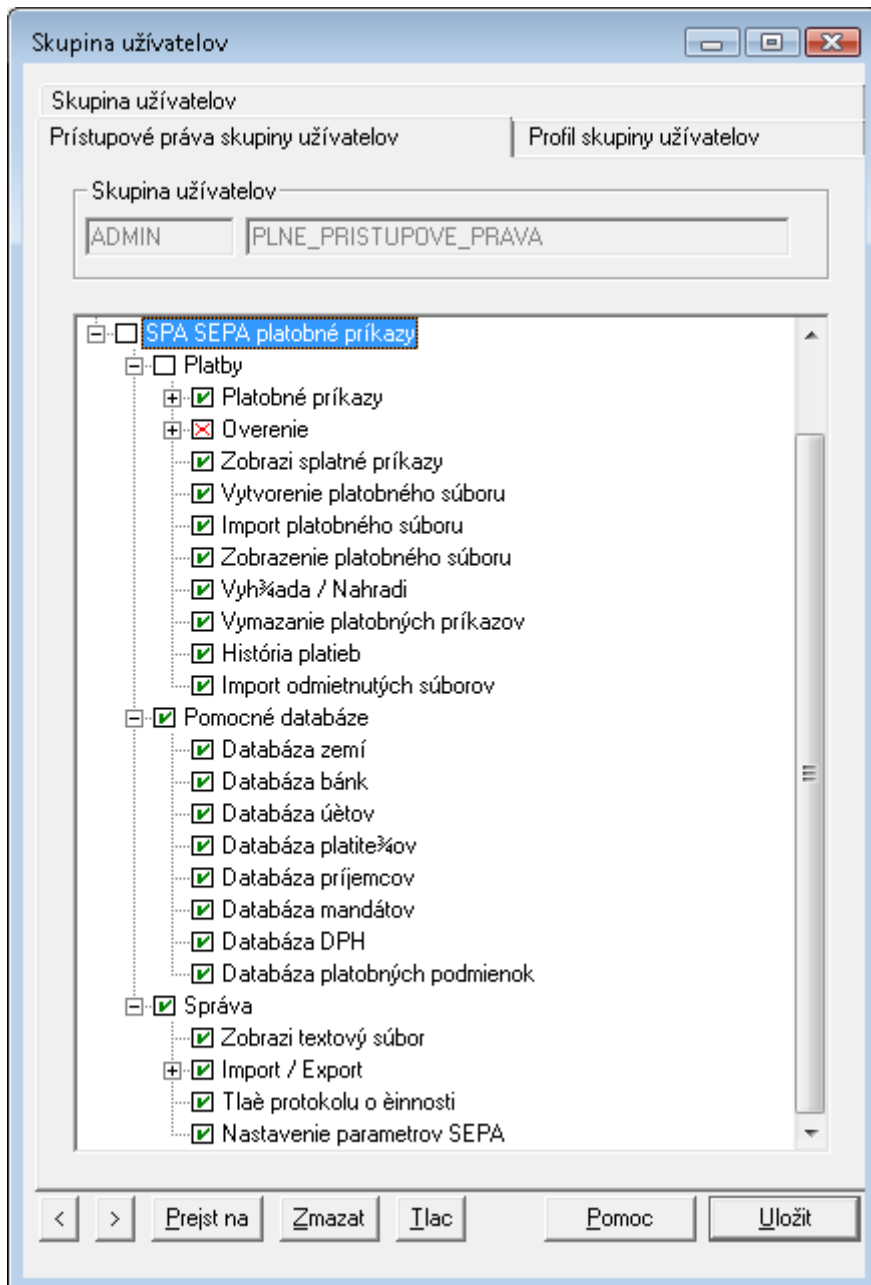 Skupina užívatelov
Skupina užívatelov
Prístupové práva skupiny užívatelov
Profil skupiny užívatelov
Skupina užívatelov
ADMIN
PLNE_PRISTUPOVE_PRAVA
SPA SEPA platobné príkazy
Platby
Platobné príkazy
Overenie
Zobrazi splatné príkazy
Vytvorenie platobného súboru
Import platobného súboru
Zobrazenie platobného súboru
Vyh¾ada / Nahradi
Vymazanie platobných príkazov
História platieb
Import odmietnutých súborov
Pomocné databáze
Databáza zemí
Databáza bánk
Databáza úètov
Databáza platite¾ov
Databáza príjemcov
Databáza mandátov
Databáza DPH
Databáza platobných podmienok
Správa
Zobrazi textový súbor
Import / Export
Tlaè protokolu o èinnosti
Nastavenie parametrov SEPA
< > Prejst na Zmazat Tlac Pomoc Uložit